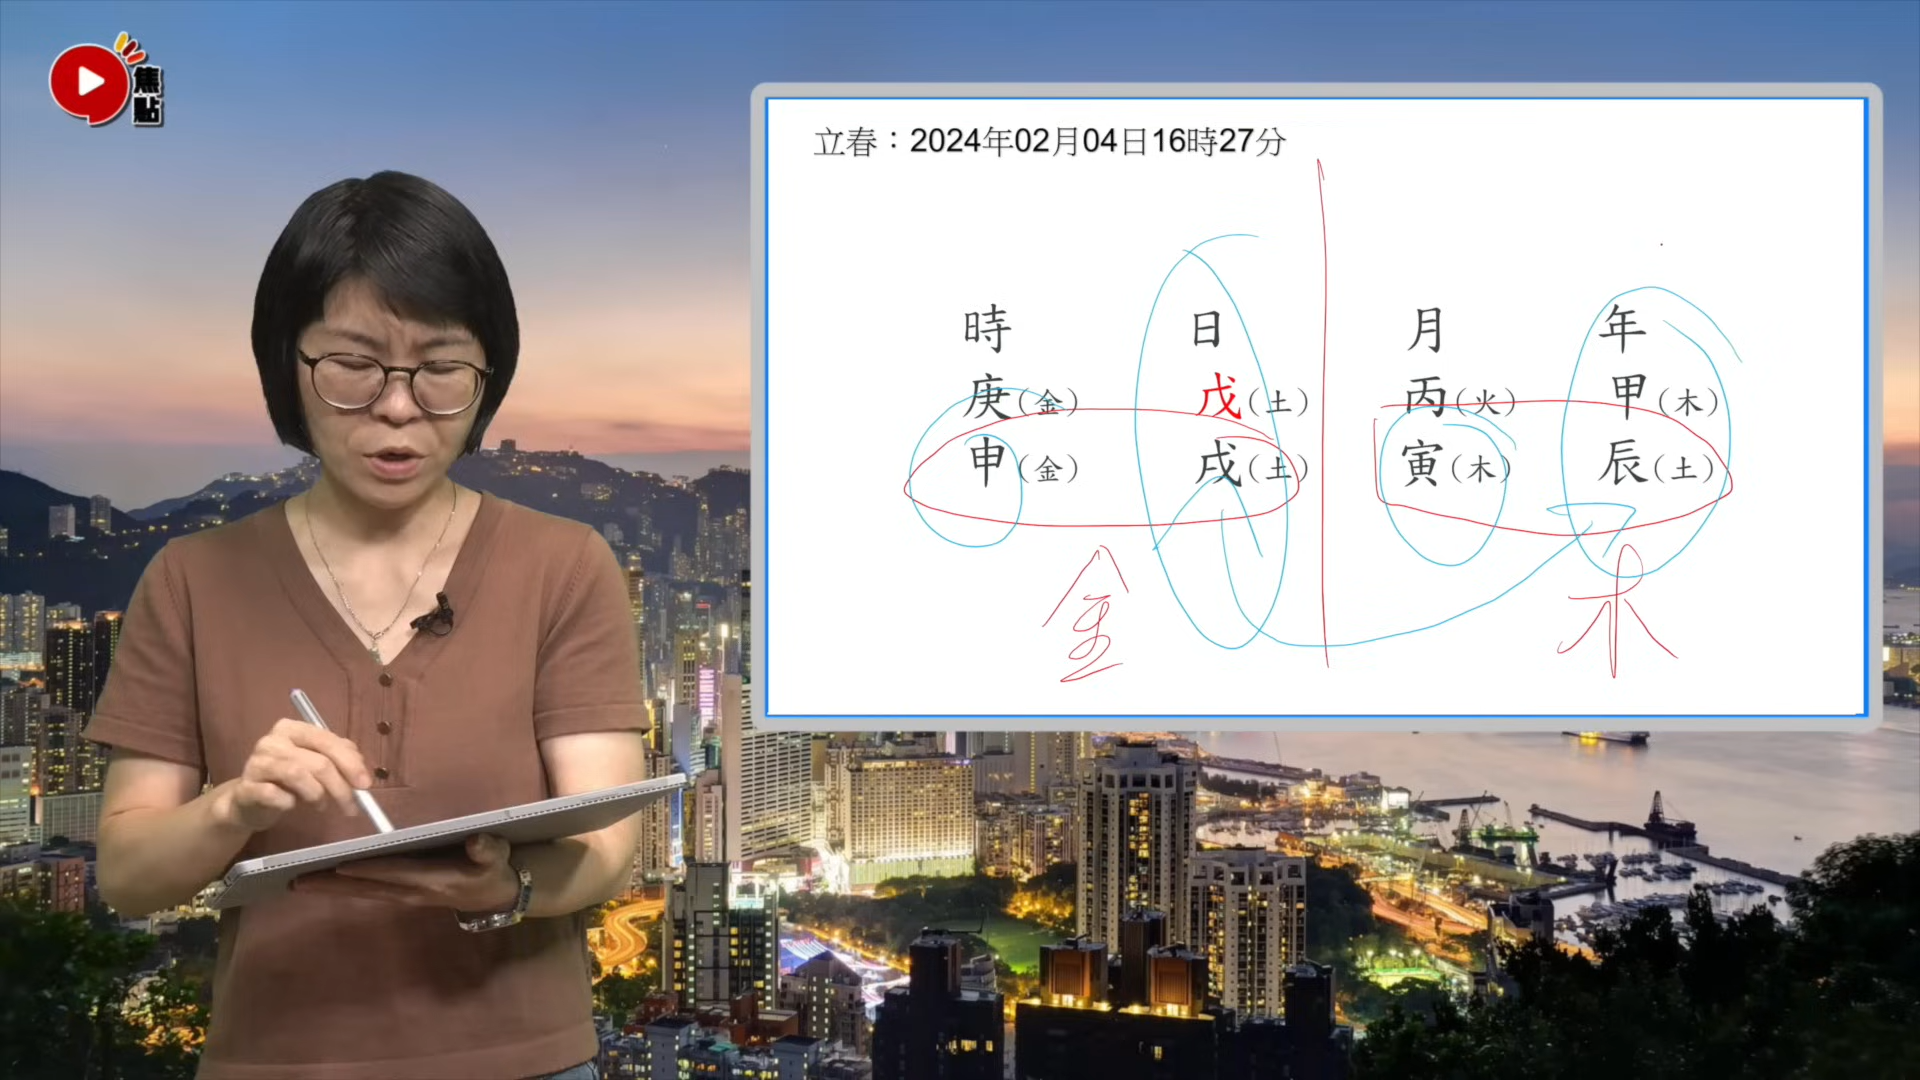 焦點
立春：2024年02月04日16時27分
時 日 月 年
庚(金) 戊(土) 丙(火) 甲(木)
申(金) 戌(土) 寅(木) 辰(土)
金 木